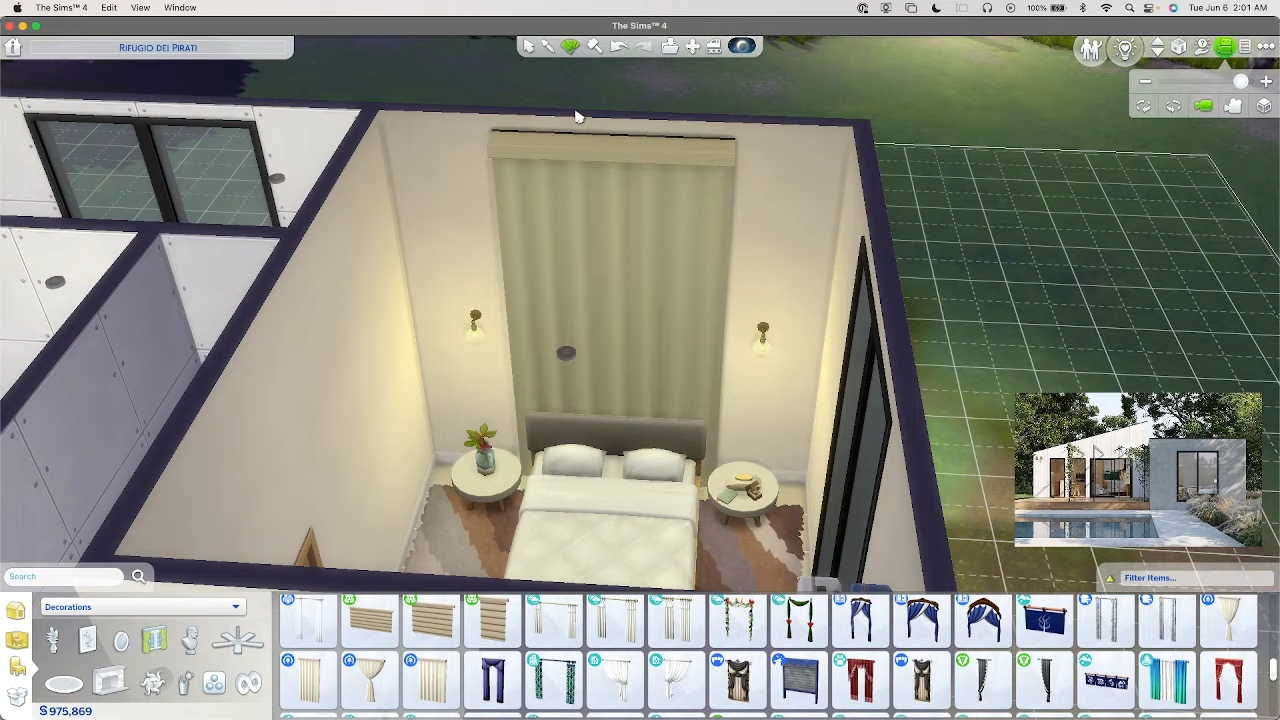 The Sims™ 4 Edit View Window 100% Tue Jun 6 2:01 AM
The Sims™ 4
RIFUGIO DEI PIRATI
Search
Filter Items...
Decorations
§975,869